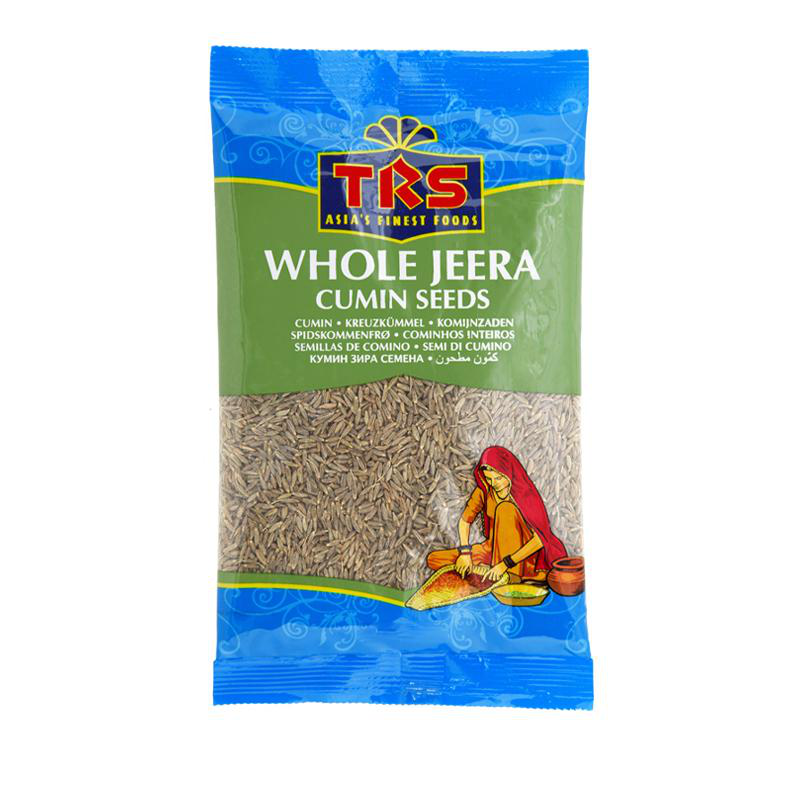 TRS
ASIA'S FINEST FOODS
WHOLE JEERA
CUMIN SEEDS
CUMIN • KREUZKÜMMEL • KOMIJNZADEN
SPIDSKOMMENFRØ • COMINHOS INTEIROS
SEMILLAS DE COMINO • SEMI DI CUMINO
КУМИН ЗИРА СЕМЕНА • كمّون مطحون